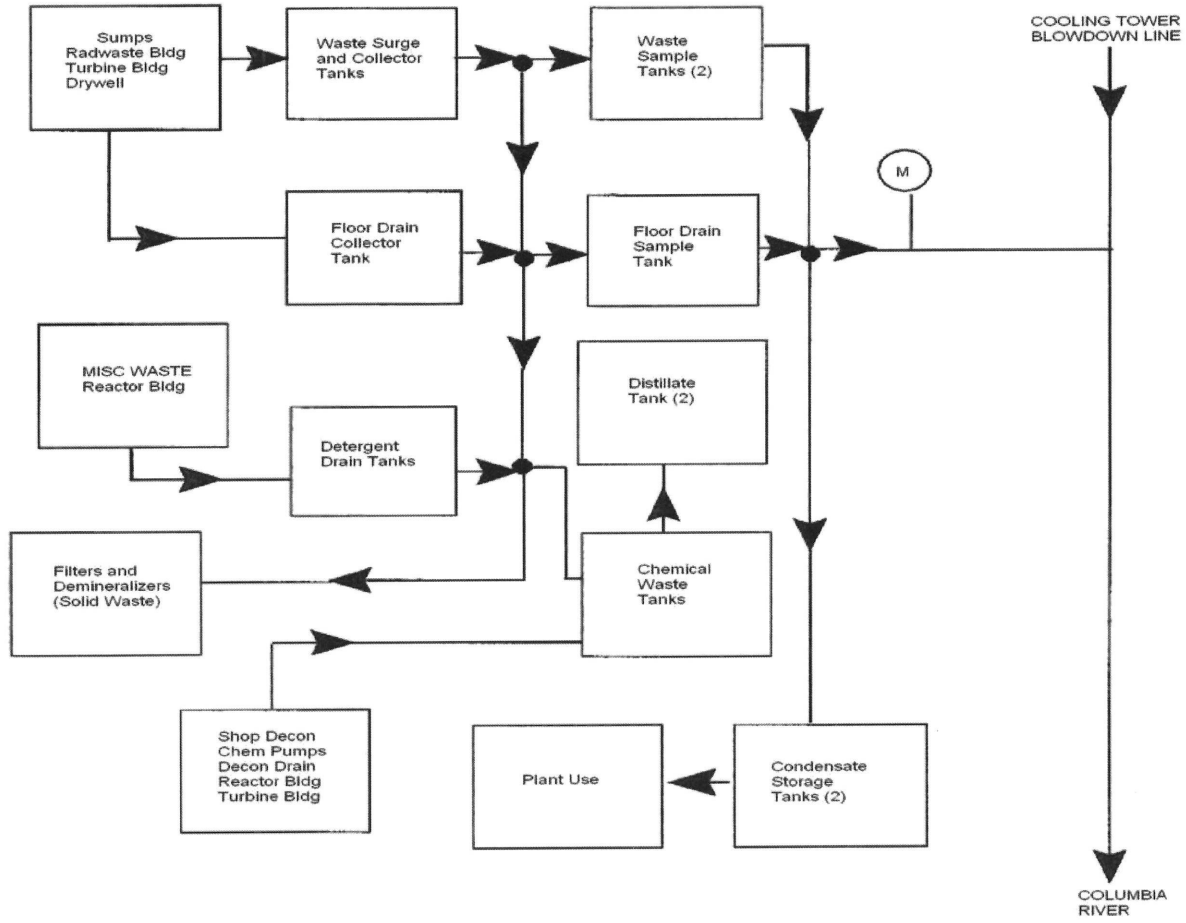 Sumps
Radwaste Bldg
Turbine Bldg
Drywell
Waste Surge
and Collector
Tanks
Waste
Sample
Tanks (2)
COOLING TOWER
BLOWDOWN LINE
M
Floor Drain
Collector
Tank
Floor Drain
Sample
Tank
MISC WASTE
Reactor Bldg
Distillate
Tank (2)
Detergent
Drain Tanks
Filters and
Demineralizers
(Solid Waste)
Chemical
Waste
Tanks
Shop Decon
Chem Pumps
Decon Drain
Reactor Bldg
Turbine Bldg
Plant Use
Condensate
Storage
Tanks (2)
COLUMBIA
RIVER